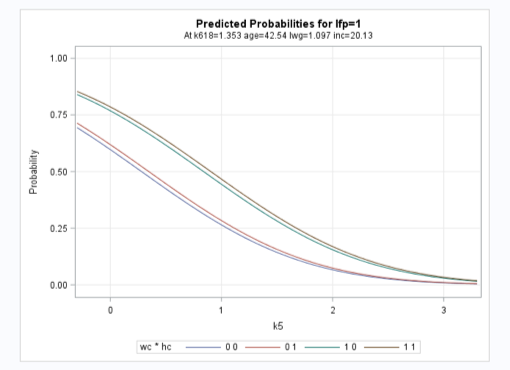 Predicted Probabilities for lfp=1
At k618=1.353 age=42.54 lwg=1.097 inc=20.13
1.00
0.75
0.50
0.25
0.00
Probability
0 1 2 3
k5
wc * hc 0 0 0 1 1 0 1 1